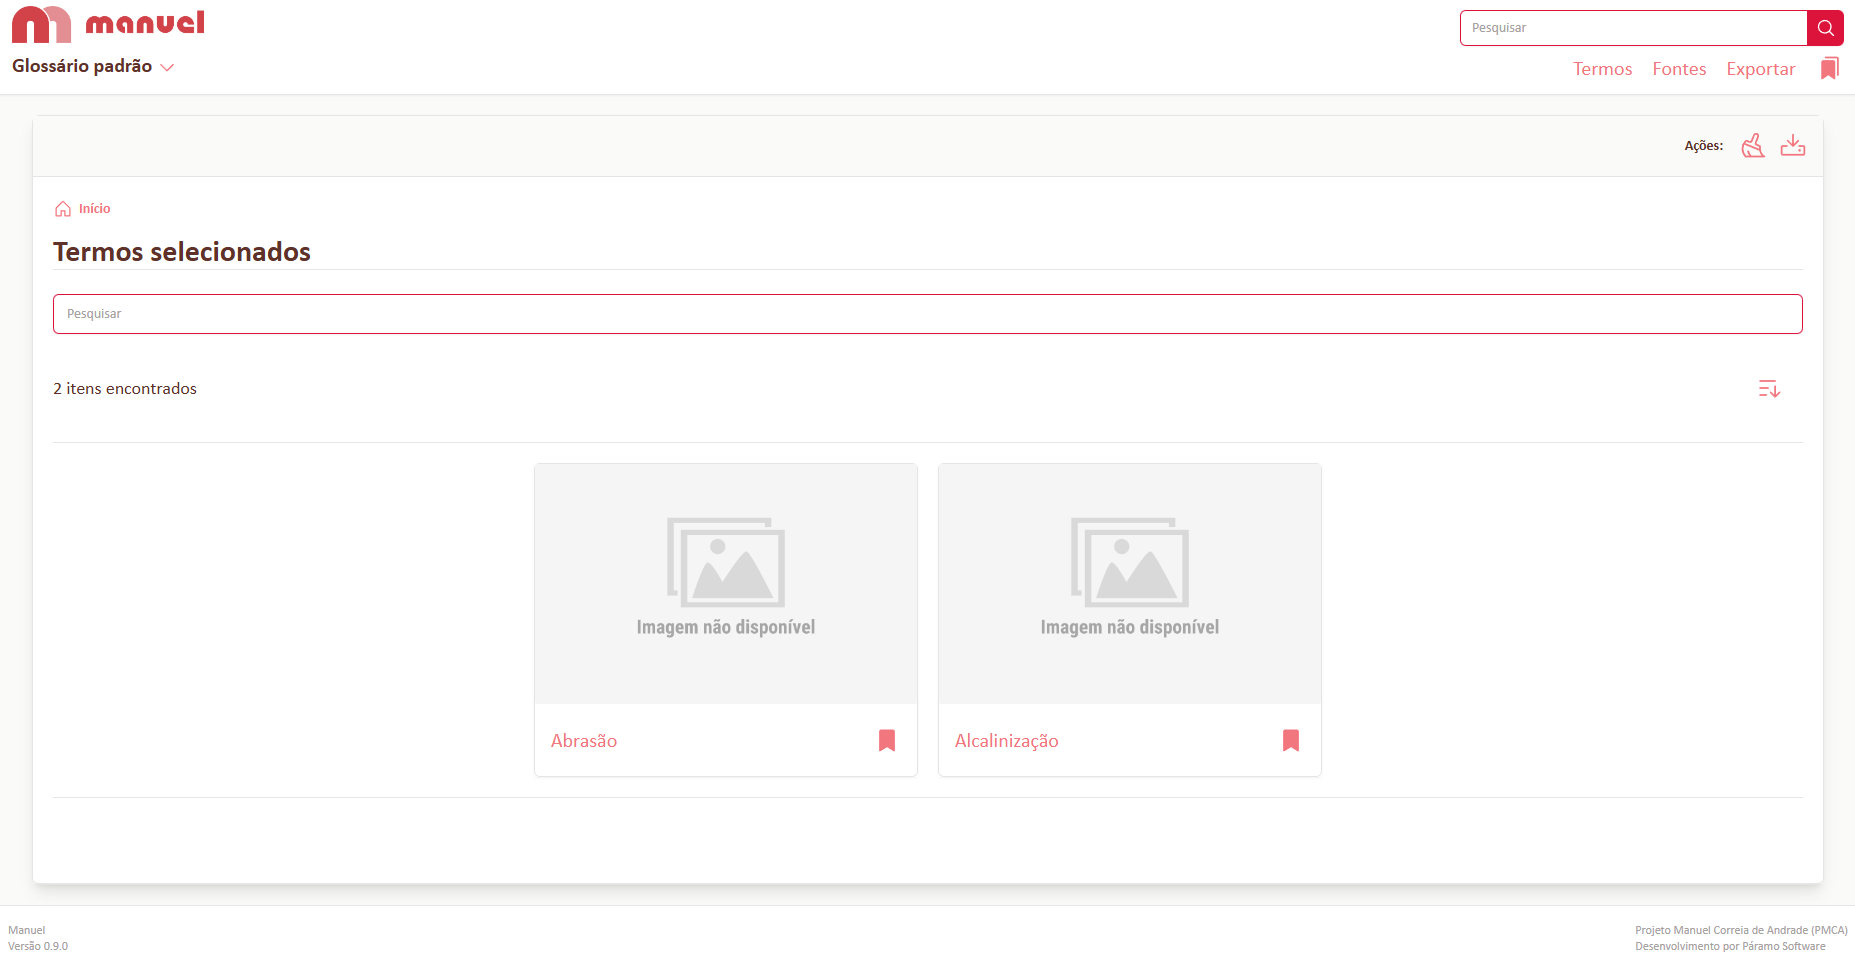 manuel
Pesquisar
Glossário padrão
Termos Fontes Exportar
Ações:
Início
Termos selecionados
Pesquisar
2 itens encontrados
Imagem não disponível
Imagem não disponível
Abrasão
Alcalinização
Manuel
Versão 0.9.0
Projeto Manuel Correia de Andrade (PMCA)
Desenvolvimento por Páramo Software